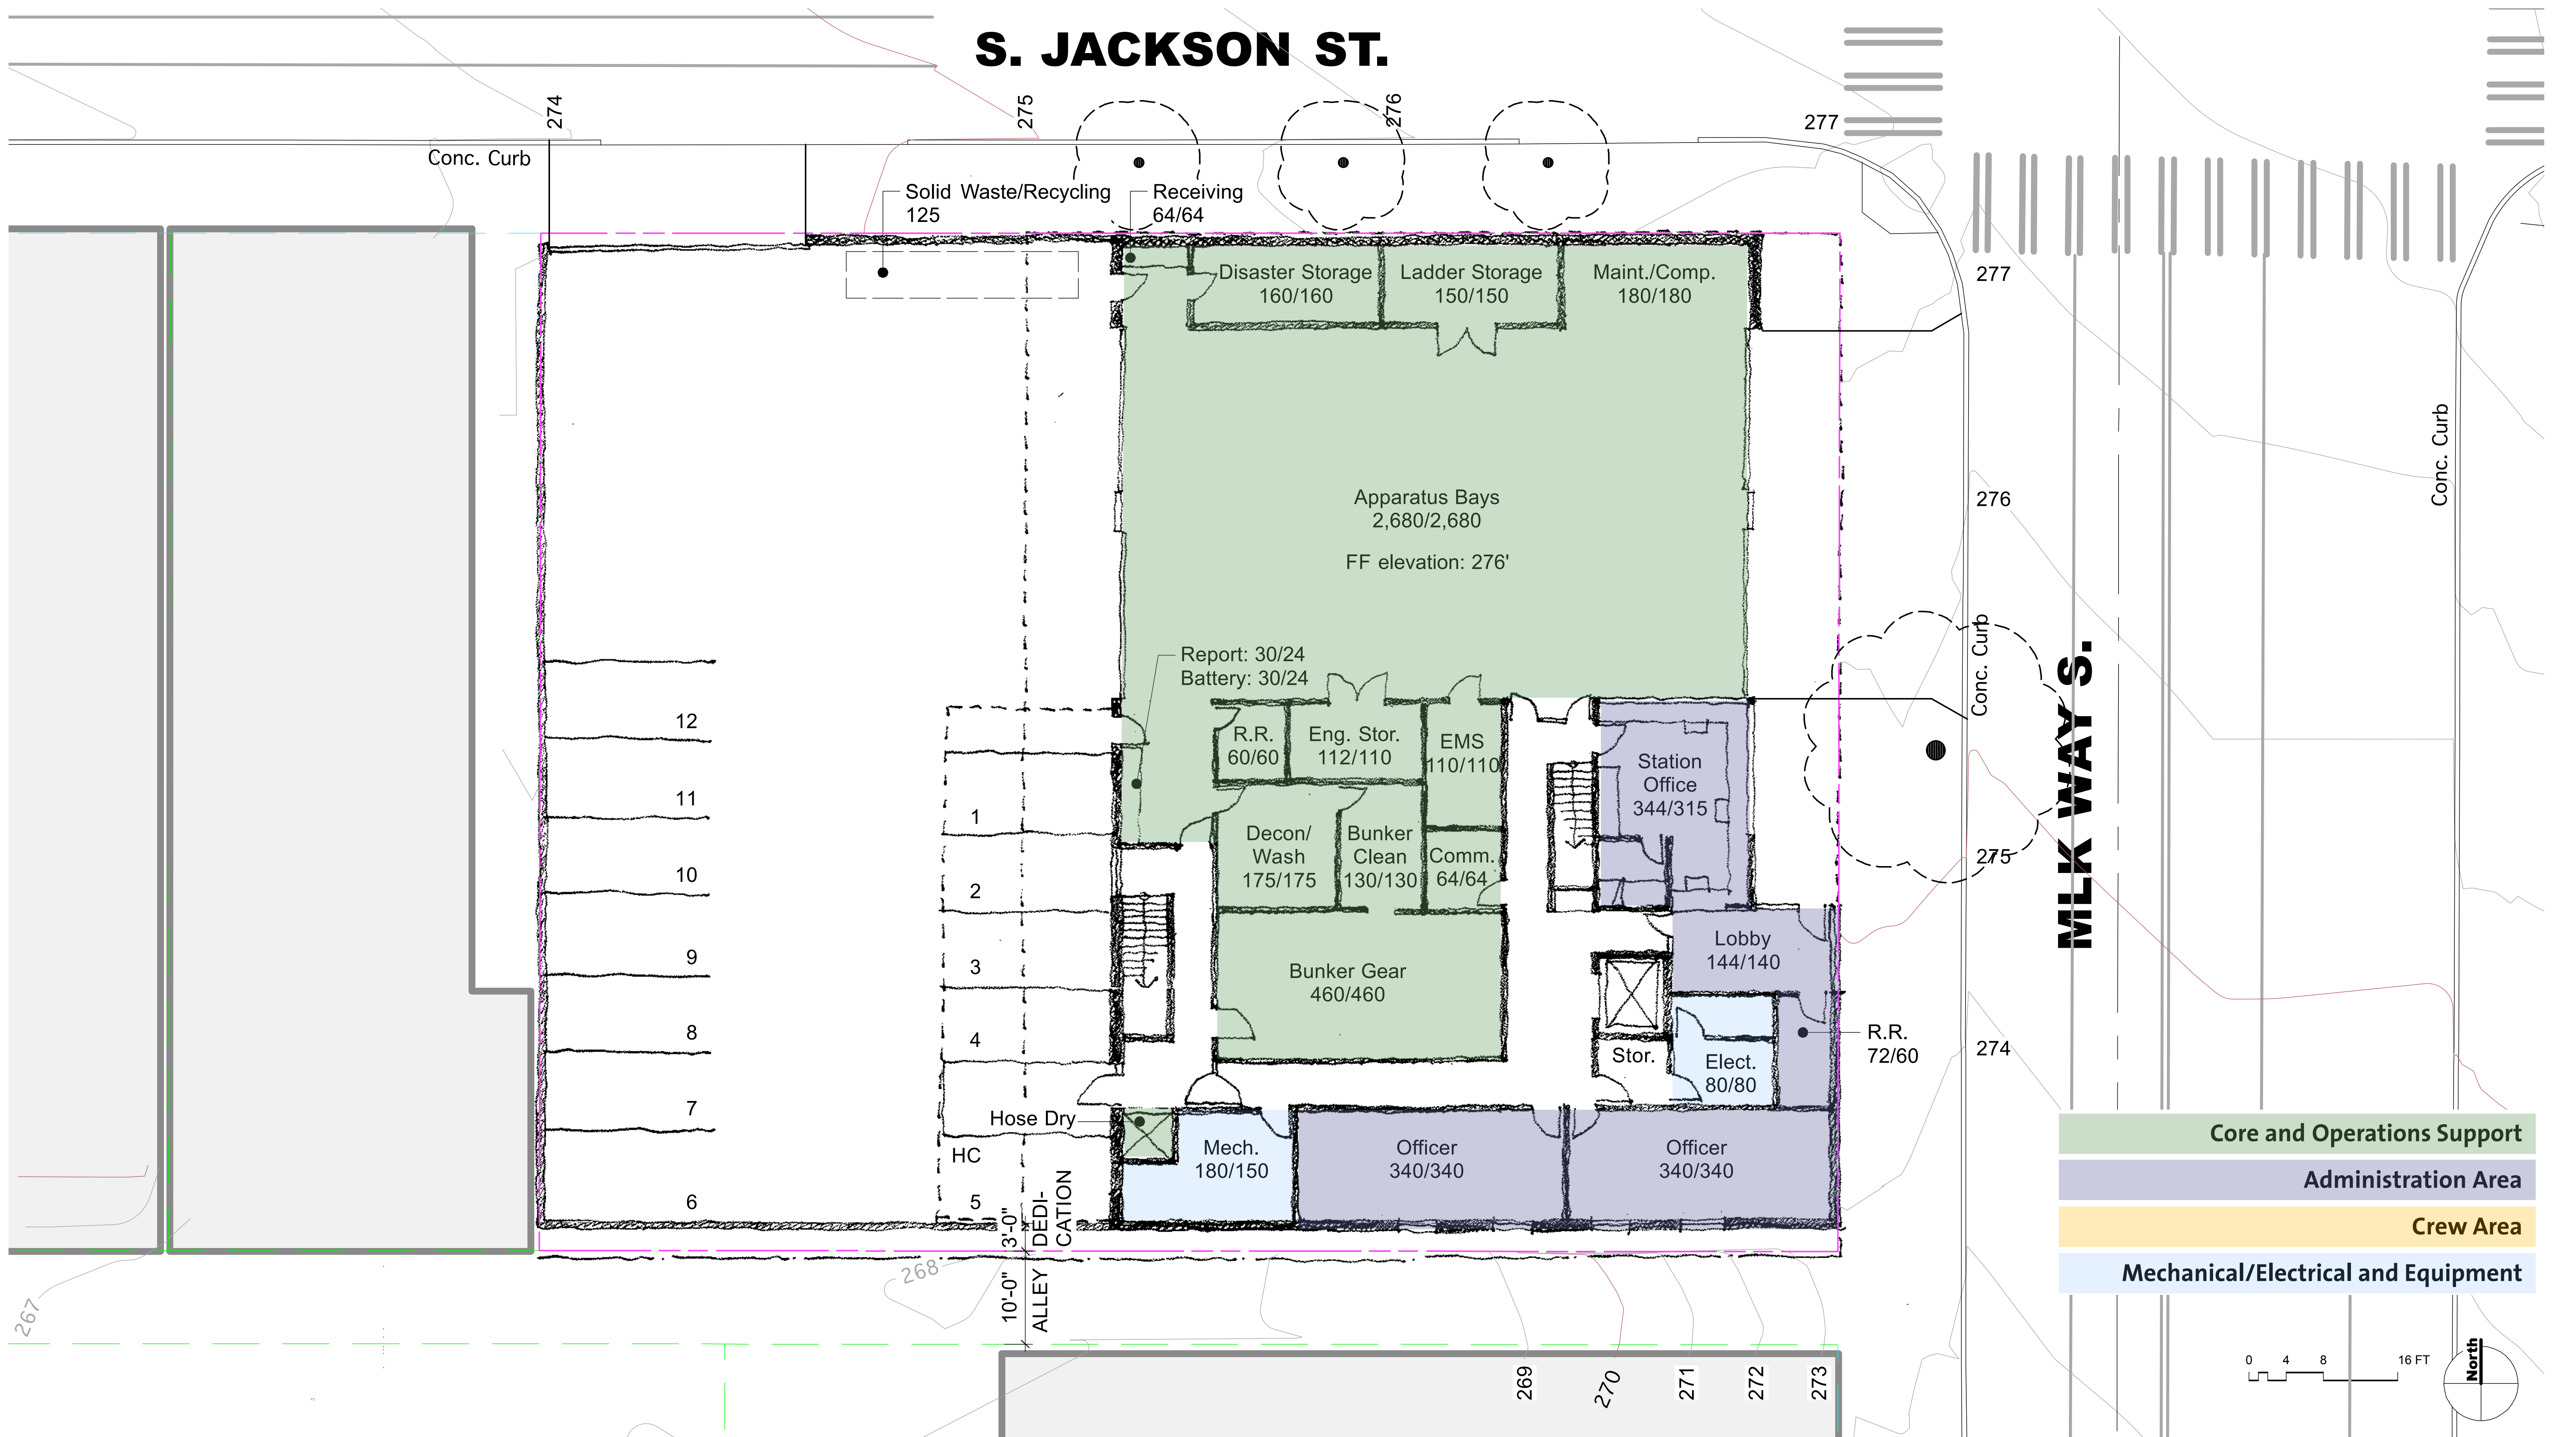 S. JACKSON ST.
274
275
276
277
Conc. Curb
Solid Waste/Recycling
125
Receiving
64/64
Disaster Storage
160/160
Ladder Storage
150/150
Maint./Comp.
180/180
277
Conc. Curb
Apparatus Bays
2,680/2,680
FF elevation: 276'
276
Conc. Curb
MLK WAY S.
Report: 30/24
Battery: 30/24
12
11
10
9
8
7
6
1
2
3
4
HC
5
R.R.
60/60
Eng. Stor.
112/110
EMS
110/110
Station
Office
344/315
Decon/
Wash
175/175
Bunker
Clean
130/130
Comm.
64/64
275
Lobby
144/140
Bunker Gear
460/460
R.R.
72/60
274
Stor.
Elect.
80/80
Hose Dry
Mech.
180/150
Officer
340/340
Officer
340/340
3'-0"
DEDI-
CATION
10'-0"
ALLEY
268
267
269
270
271
272
273
Core and Operations Support
Administration Area
Crew Area
Mechanical/Electrical and Equipment
0 4 8 16 FT
North